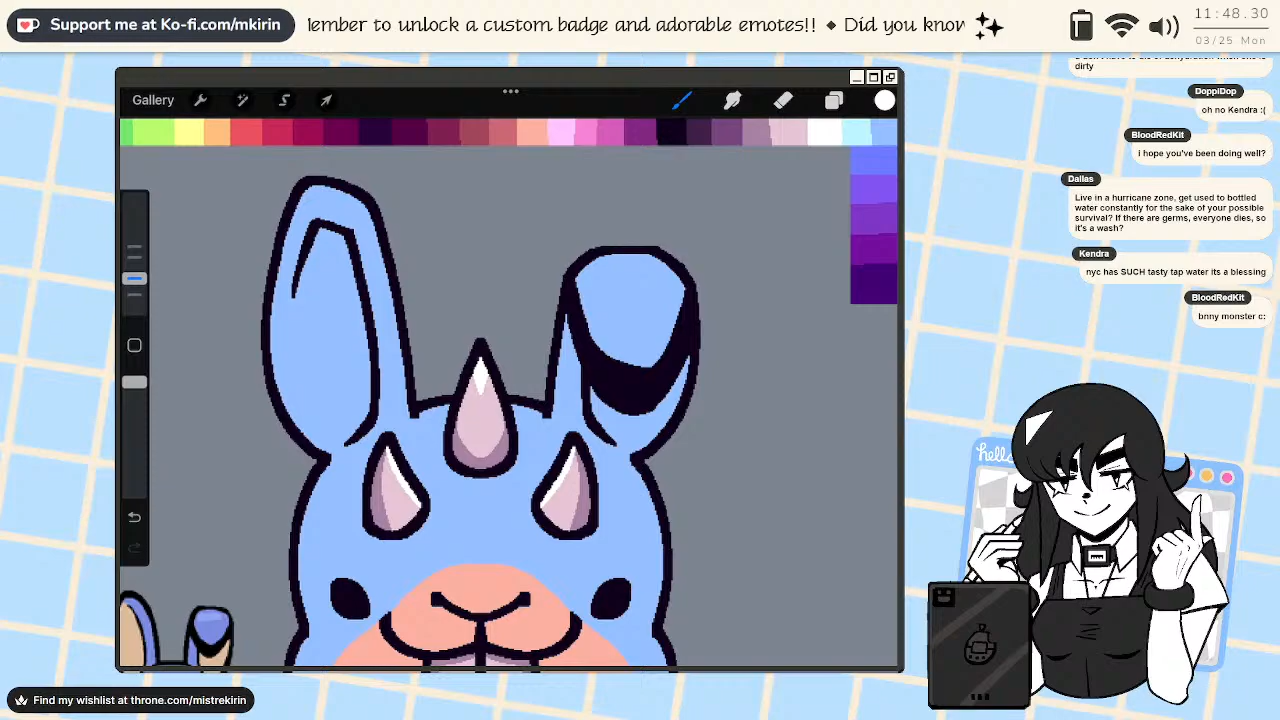 Support me at Ko-fi.com/mkirin
ember to unlock a custom badge and adorable emotes!! ◆ Did you know
11:48.30
03/25 Mon
dirty
DoppiDop
oh no Kendra :(
BloodRedKit
i hope you've been doing well?
Dallas
Live in a hurricane zone, get used to bottled
water constantly for the sake of your possible
survival? If there are germs, everyone dies, so
it's a wash?
Kendra
nyc has SUCH tasty tap water its a blessing
BloodRedKit
bnny monster c:
Gallery
hello
Find my wishlist at throne.com/mistrekirin